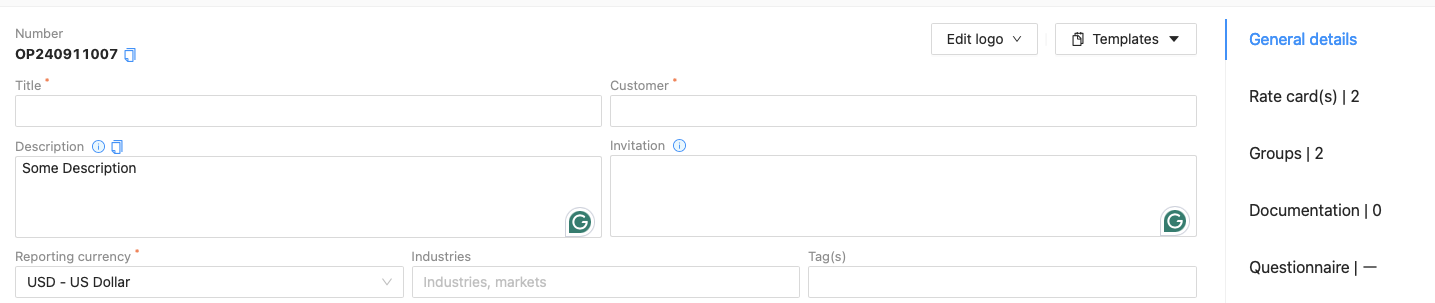 Number
OP240911007
Edit logo
Templates
Title *
Customer *
Description
Invitation
Some Description
Reporting currency *
Industries
Tag(s)
USD - US Dollar
Industries, markets
General details
Rate card(s) | 2
Groups | 2
Documentation | 0
Questionnaire | —